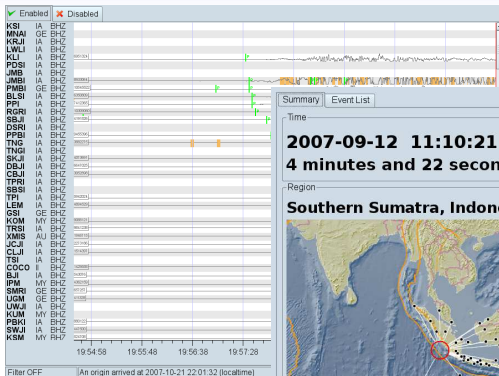 Enabled Disabled
KSI IA BHZ
MNAI GE BHZ
KRJI IA BHZ
LWLI IA BHZ
KLI IA BHZ
PDSI IA BHZ
JMB IA BHZ
JMBI IA BHZ
PMBI GE BHZ
BLSI IA BHZ
PPI IA BHZ
RGRI IA BHZ
SBJI IA BHZ
DSRI IA BHZ
PPBI IA BHZ
TNG IA BHZ
TNGI IA BHZ
SKJI IA BHZ
DBJI IA BHZ
CBJI IA BHZ
TPRI IA BHZ
SBSI IA BHZ
TPI IA BHZ
LEM IA BHZ
GSI GE BHZ
KOM MY BHZ
TRSI IA BHZ
XMIS AU BHZ
JCJI IA BHZ
CLJI IA BHZ
TSI IA BHZ
COCO II BHZ
BJI IA BHZ
IPM MY BHZ
SMRI GE BHZ
UGM GE BHZ
UWJI IA BHZ
KUM MY BHZ
PBKI IA BHZ
SWJI IA BHZ
KSM MY BHZ
19:54:58 19:55:48 19:56:38 19:57:28
Filter OFF An origin arrived at 2007-10-21 22:01:32 (localtime)
Summary Event List
Time
2007-09-12 11:10:21
4 minutes and 22 secon
Region
Southern Sumatra, Indon